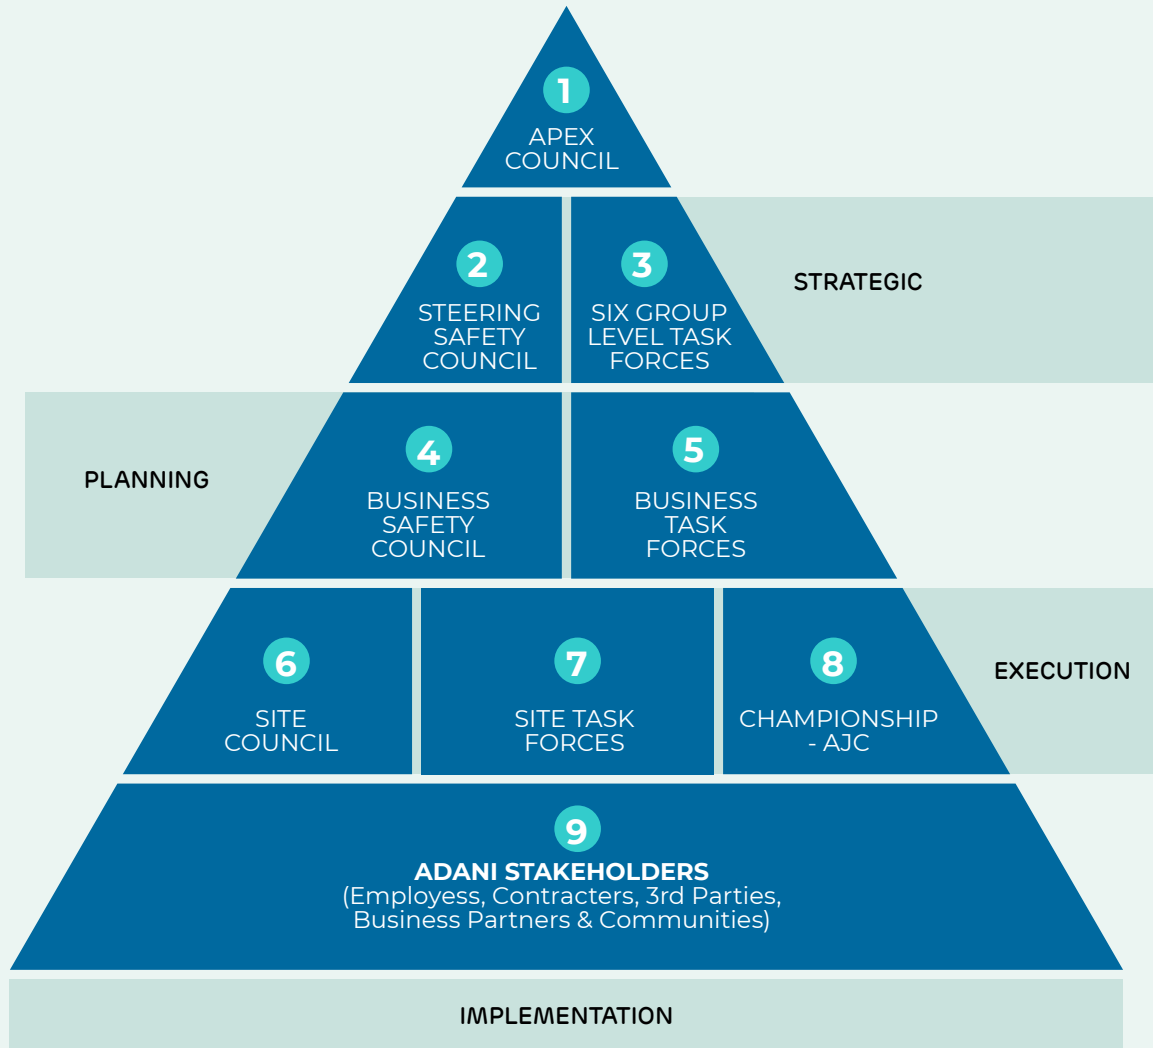 1
APEX
COUNCIL
2
STEERING
SAFETY
COUNCIL
3
SIX GROUP
LEVEL TASK
FORCES
STRATEGIC
PLANNING
4
BUSINESS
SAFETY
COUNCIL
5
BUSINESS
TASK
FORCES
6
SITE
COUNCIL
7
SITE TASK
FORCES
8
CHAMPIONSHIP
- AJC
EXECUTION
9
ADANI STAKEHOLDERS
(Employess, Contracters, 3rd Parties,
Business Partners & Communities)
IMPLEMENTATION